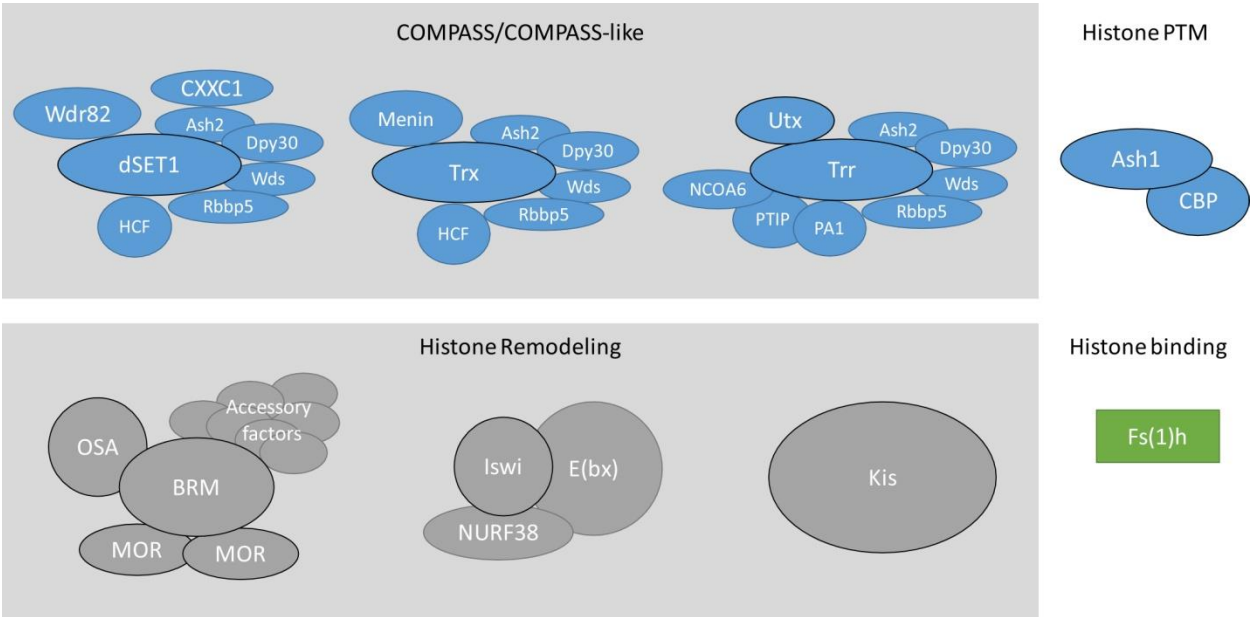 COMPASS/COMPASS-like
Histone PTM
CXXC1
Wdr82
Ash2
Dpy30
dSET1
Wds
Rbbp5
HCF
Menin
Ash2
Dpy30
Trx
Wds
Rbbp5
HCF
Utx
Ash2
Dpy30
Trr
NCOA6
Wds
Rbbp5
PTIP
PA1
Ash1
CBP
Histone Remodeling
Histone binding
Accessory
factors
OSA
BRM
MOR
MOR
Iswi
E(bx)
NURF38
Kis
Fs(1)h